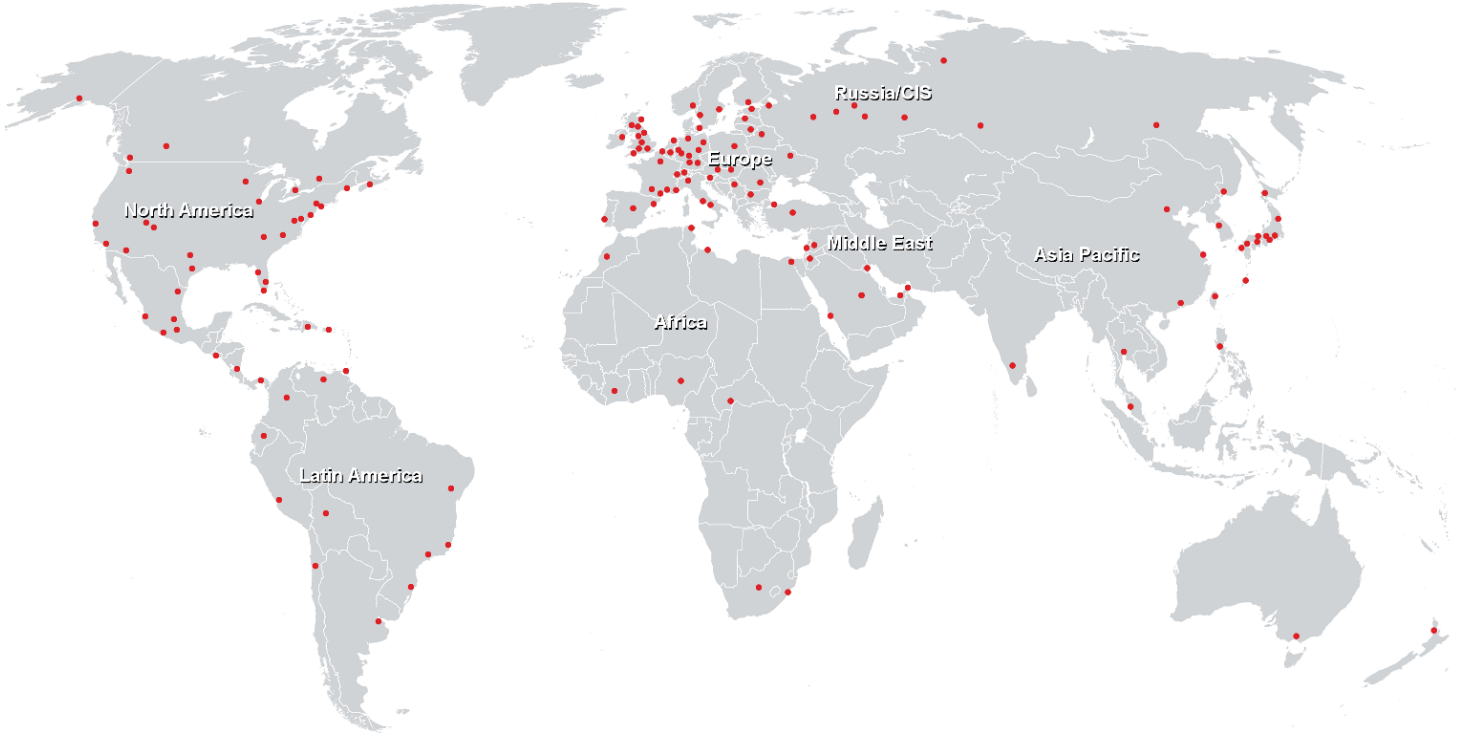 Russia/CIS
Europe
North America
Middle East
Asia Pacific
Africa
Latin America